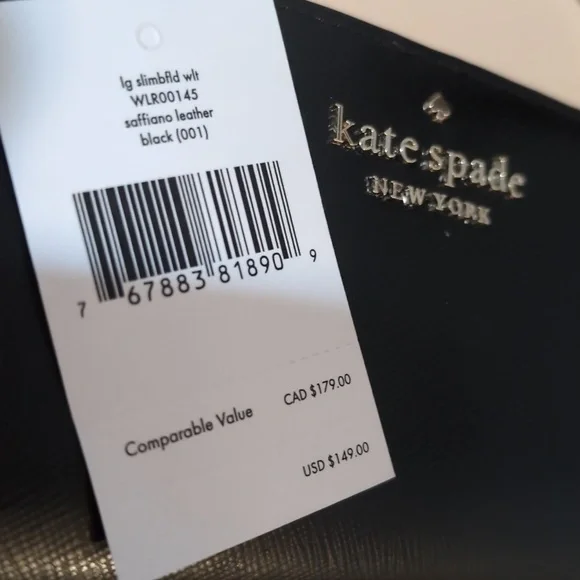 lg slimbfld wlt
WLR00145
saffiano leather
black (001)
7 67883 81890 9
Comparable Value
CAD $179.00
USD $149.00
kate spade
NEW YORK